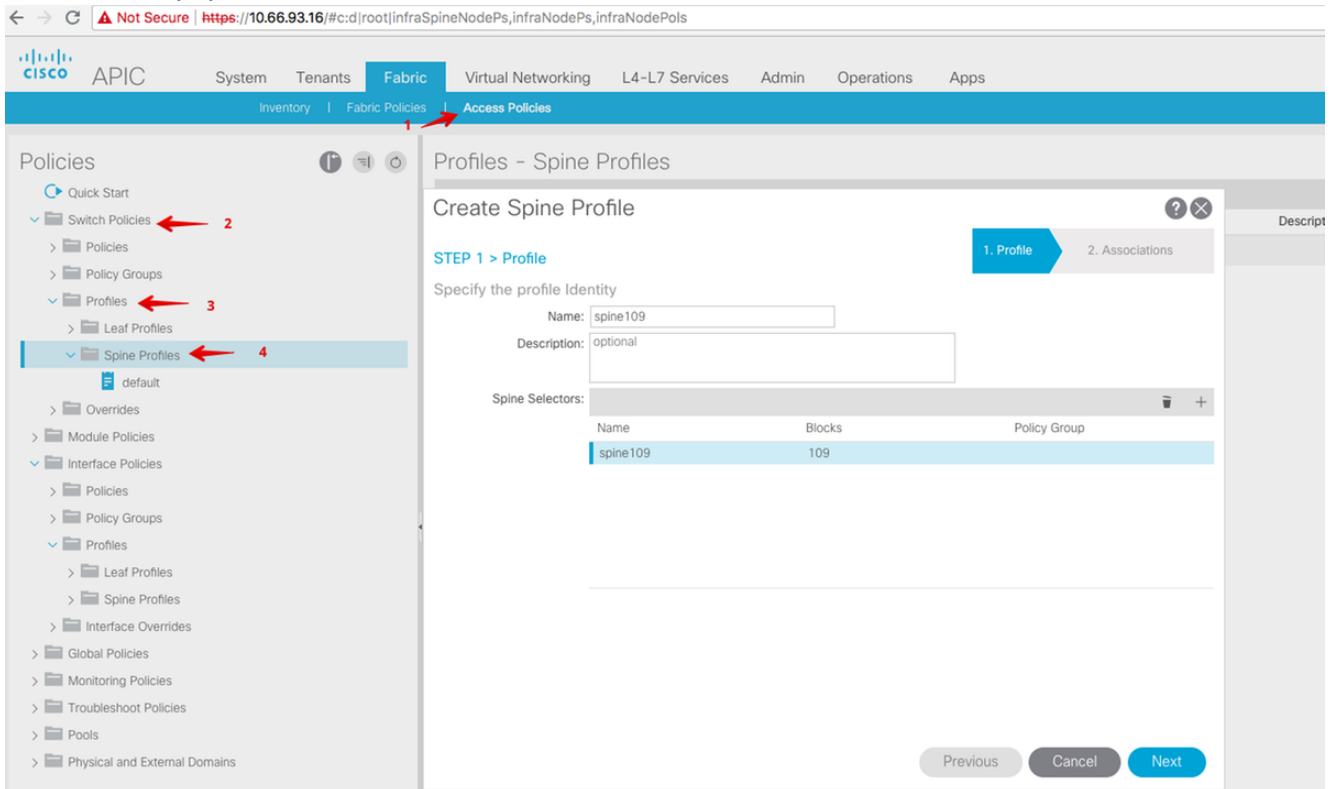 Not Secure | https://10.66.93.16/#c:d|root|infraSpineNodePs,infraNodePs,infraNodePols
CISCO APIC System Tenants Fabric Virtual Networking L4-L7 Services Admin Operations Apps
Inventory | Fabric Policies | Access Policies
1
Policies
Quick Start
Switch Policies 2
Policies
Policy Groups
Profiles 3
Leaf Profiles
Spine Profiles 4
default
Overrides
Module Policies
Interface Policies
Policies
Policy Groups
Profiles
Leaf Profiles
Spine Profiles
Interface Overrides
Global Policies
Monitoring Policies
Troubleshoot Policies
Pools
Physical and External Domains
Profiles - Spine Profiles
Create Spine Profile
STEP 1 > Profile
1. Profile 2. Associations
Specify the profile Identity
Name: spine109
Description: optional
Spine Selectors:
Name Blocks Policy Group
spine109 109
Previous Cancel Next
Descript